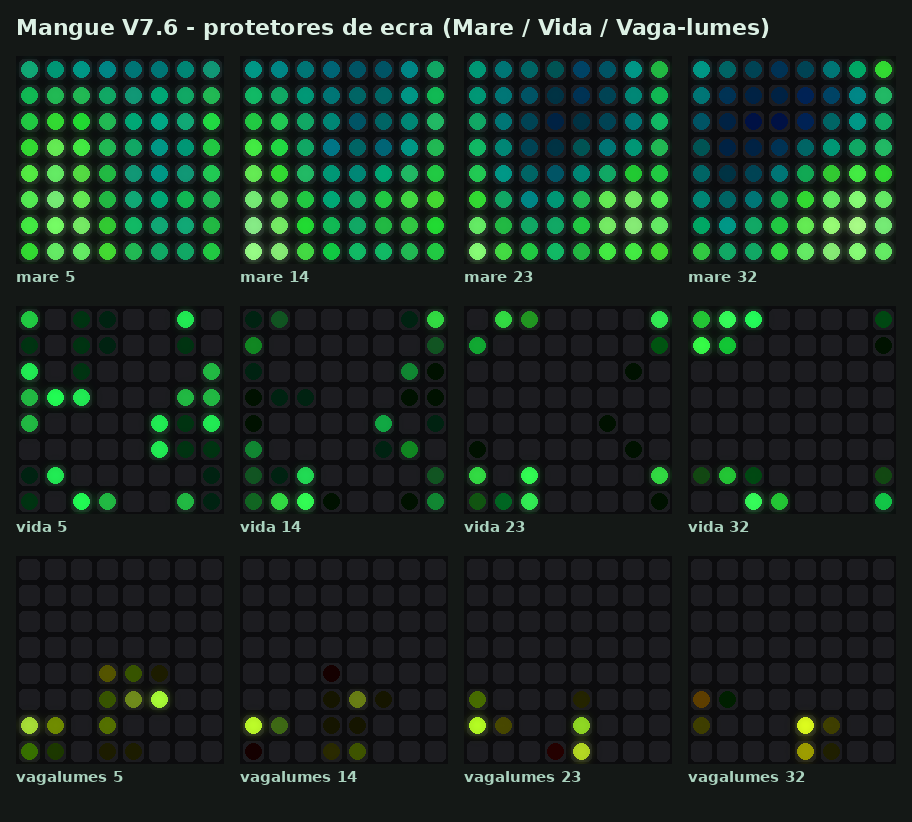 Mangue V7.6 - protetores de ecra (Mare / Vida / Vaga-lumes)
mare 5 mare 14 mare 23 mare 32
vida 5 vida 14 vida 23 vida 32
vagalumes 5 vagalumes 14 vagalumes 23 vagalumes 32